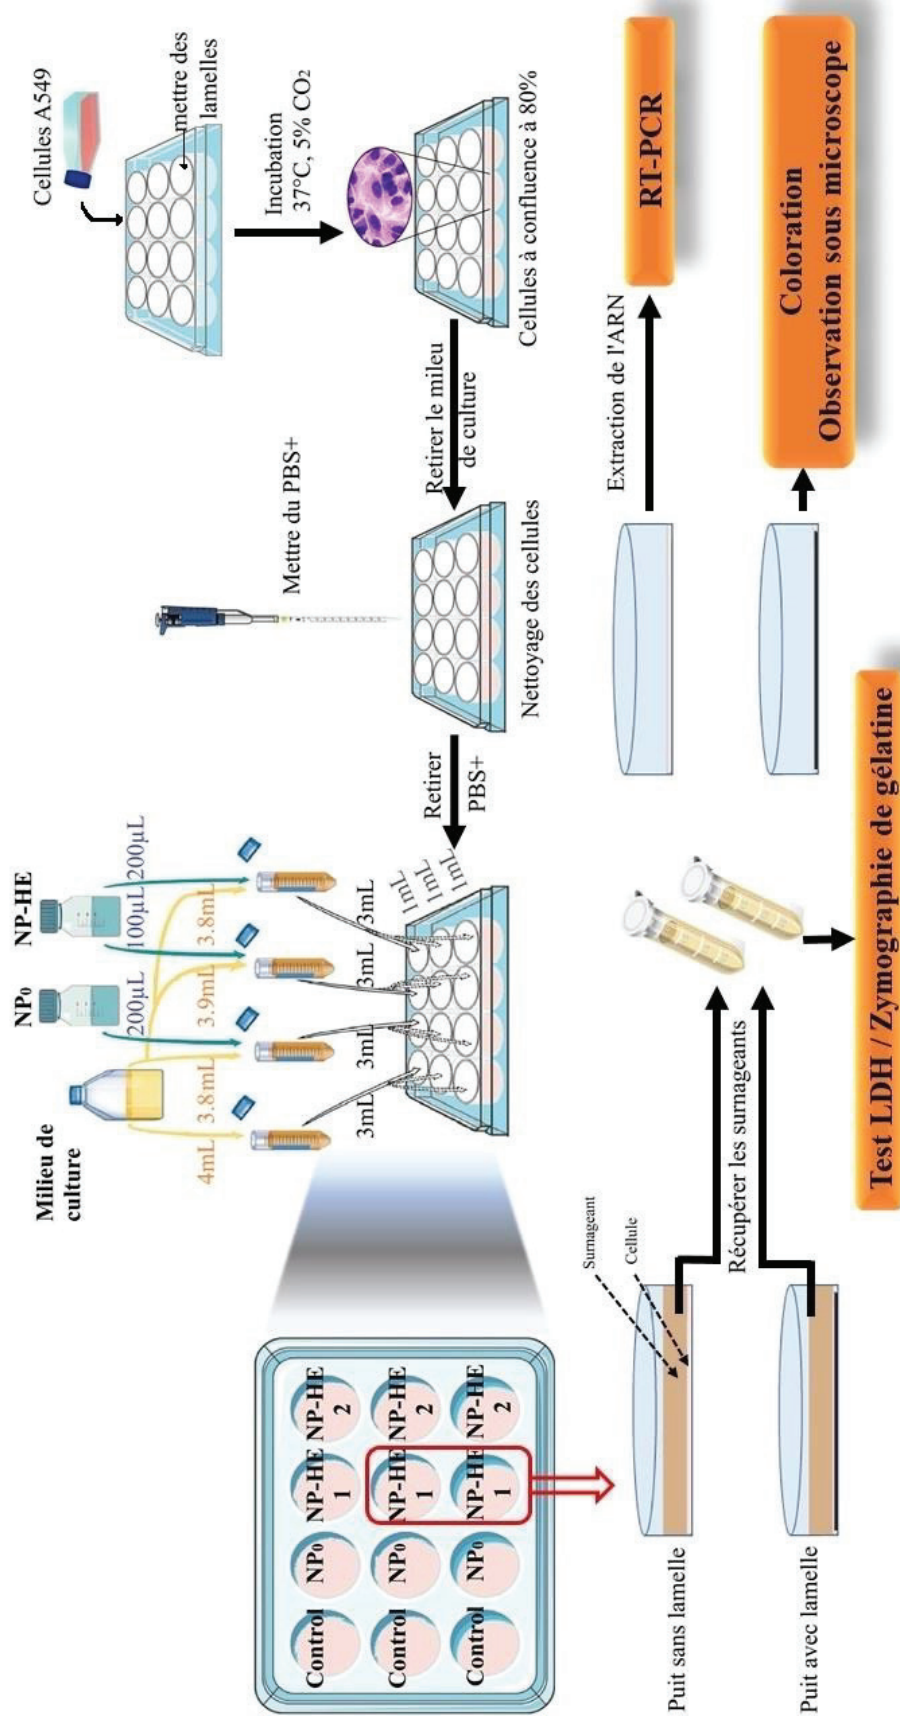 Cellules A549
mettre des
lamelles
Incubation
37°C, 5% CO₂
Cellules à confluence à 80%
Retirer le mileu
de culture
Mettre du PBS+
Nettoyage des cellules
Retirer
PBS+
Milieu de
culture
NP₀
NP-HE
200µL
100µL
200µL
4mL
3.8mL
3.9mL
3.8mL
3mL
3mL
3mL
3mL
1mL
1mL
1mL
Control NP₀ NP-HE 1 NP-HE 2
Control NP₀ NP-HE 1 NP-HE 2
Control NP₀ NP-HE 1 NP-HE 2
Puit sans lamelle
Puit avec lamelle
Surnageant
Cellule
Récupérer les surnageants
Test LDH / Zymographie de gélatine
Extraction de l'ARN
RT-PCR
Coloration
Observation sous microscope